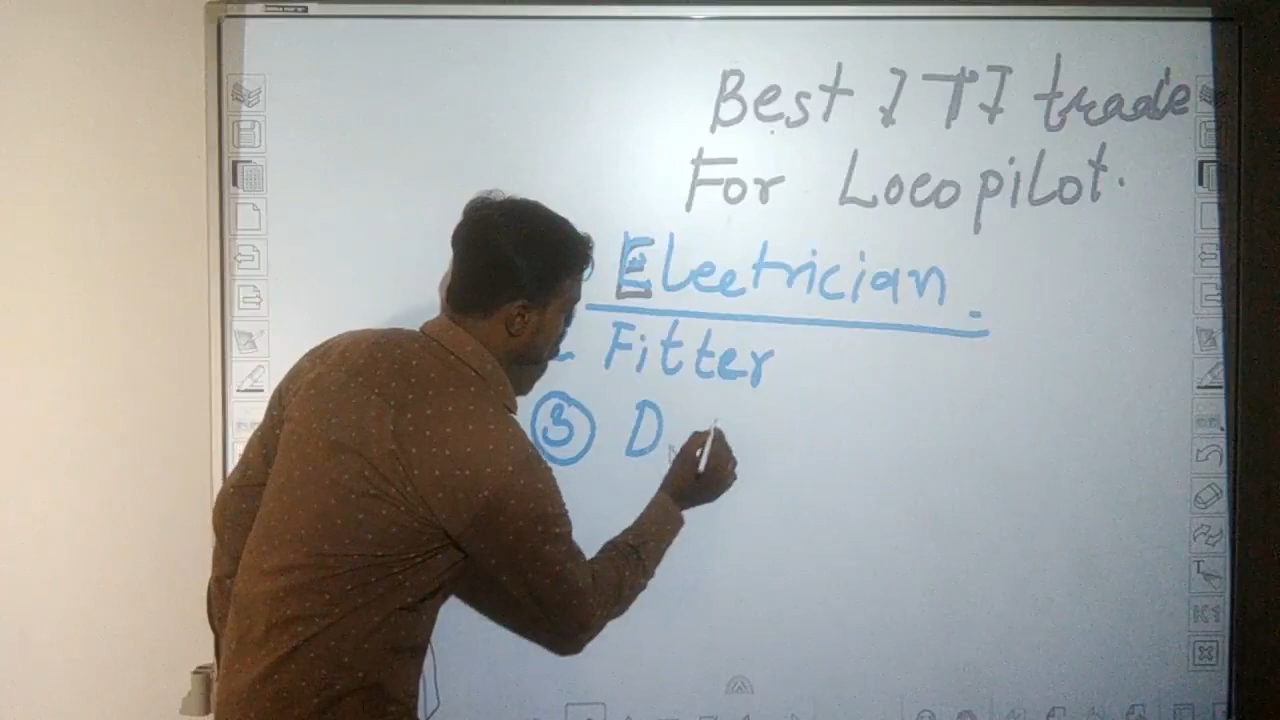 Best ITI trade
For Locopilot.
Electrician.
- Fitter
3 D